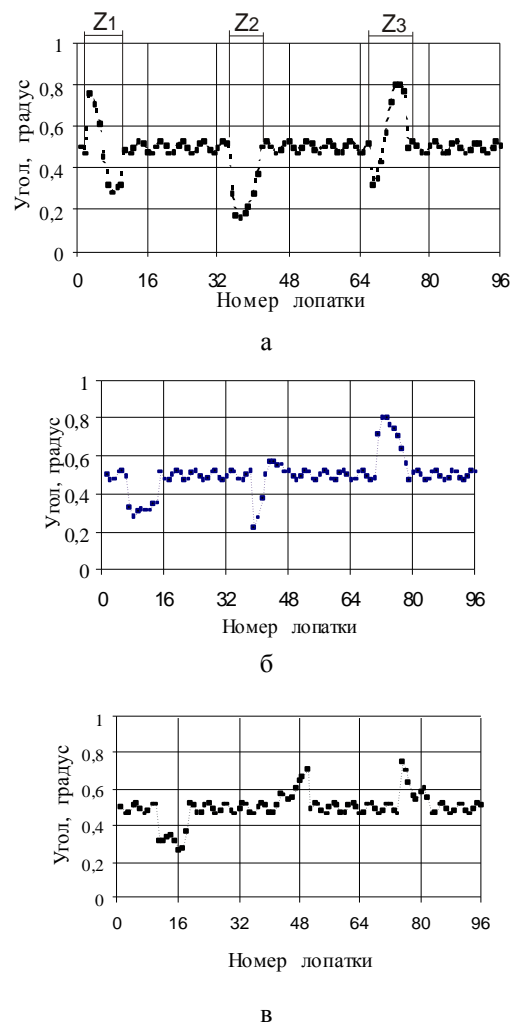 Z1 Z2 Z3
Угол, градус
1
0,8
0,6
0,4
0,2
0
0 16 32 48 64 80 96
Номер лопатки
а
Угол, градус
1
0,8
0,6
0,4
0,2
0
0 16 32 48 64 80 96
Номер лопатки
б
Угол, градус
1
0,8
0,6
0,4
0,2
0
0 16 32 48 64 80 96
Номер лопатки
в